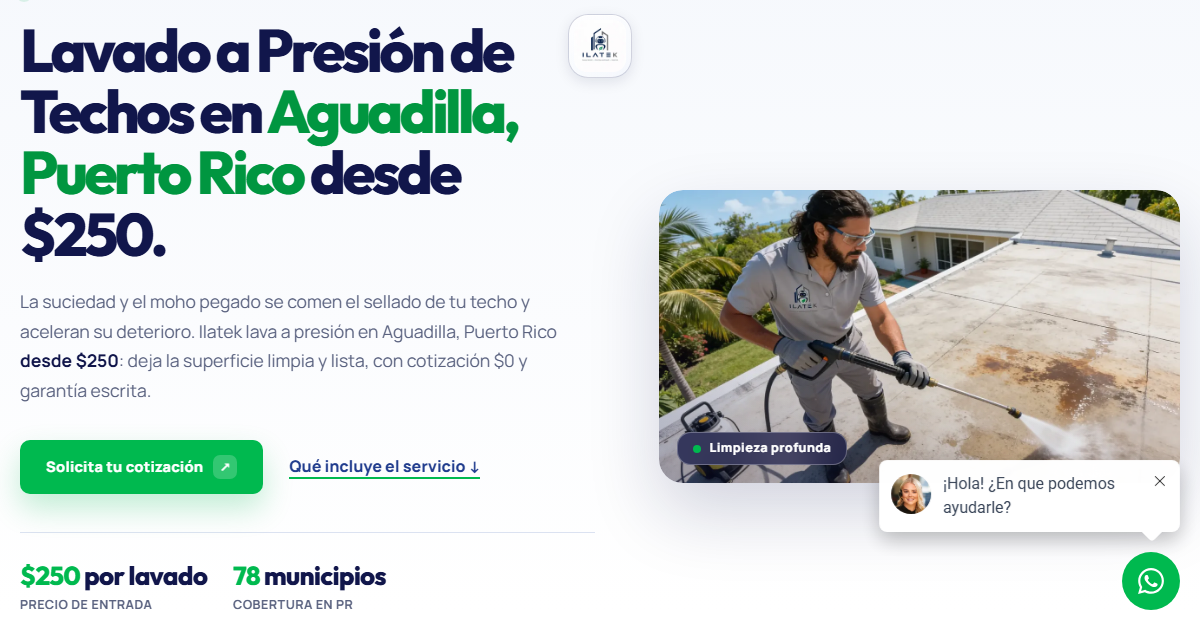 Lavado a Presión de
Techos en Aguadilla,
Puerto Rico desde
$250.
La suciedad y el moho pegado se comen el sellado de tu techo y
aceleran su deterioro. Ilatek lava a presión en Aguadilla, Puerto Rico
desde $250: deja la superficie limpia y lista, con cotización $0 y
garantía escrita.
Solicita tu cotización ↗
Qué incluye el servicio ↓
$250 por lavado
PRECIO DE ENTRADA
78 municipios
COBERTURA EN PR
ILATEK
ILATEK
Limpieza profunda
¡Hola! ¿En que podemos
ayudarle?